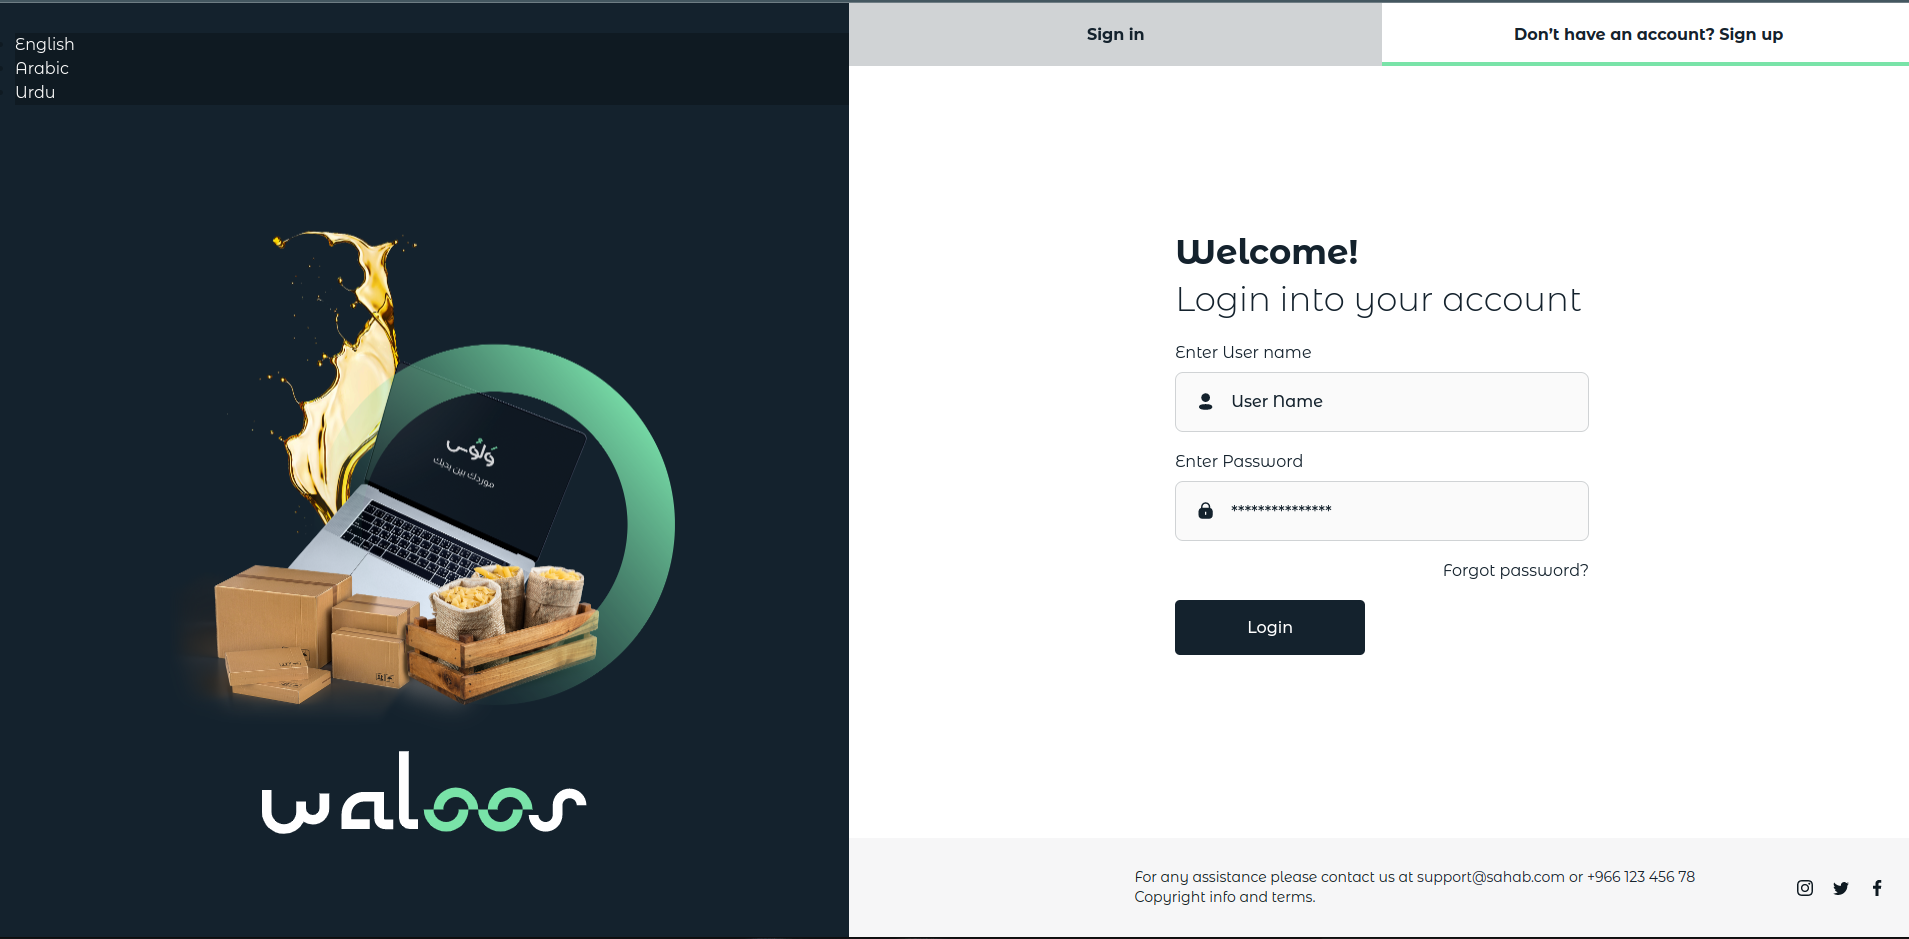 English
Arabic
Urdu
ولوس
موردك بين يديك
waloos
Sign in
Don't have an account? Sign up
Welcome!
Login into your account
Enter User name
User Name
Enter Password
***************
Forgot password?
Login
For any assistance please contact us at support@sahab.com or +966 123 456 78
Copyright info and terms.